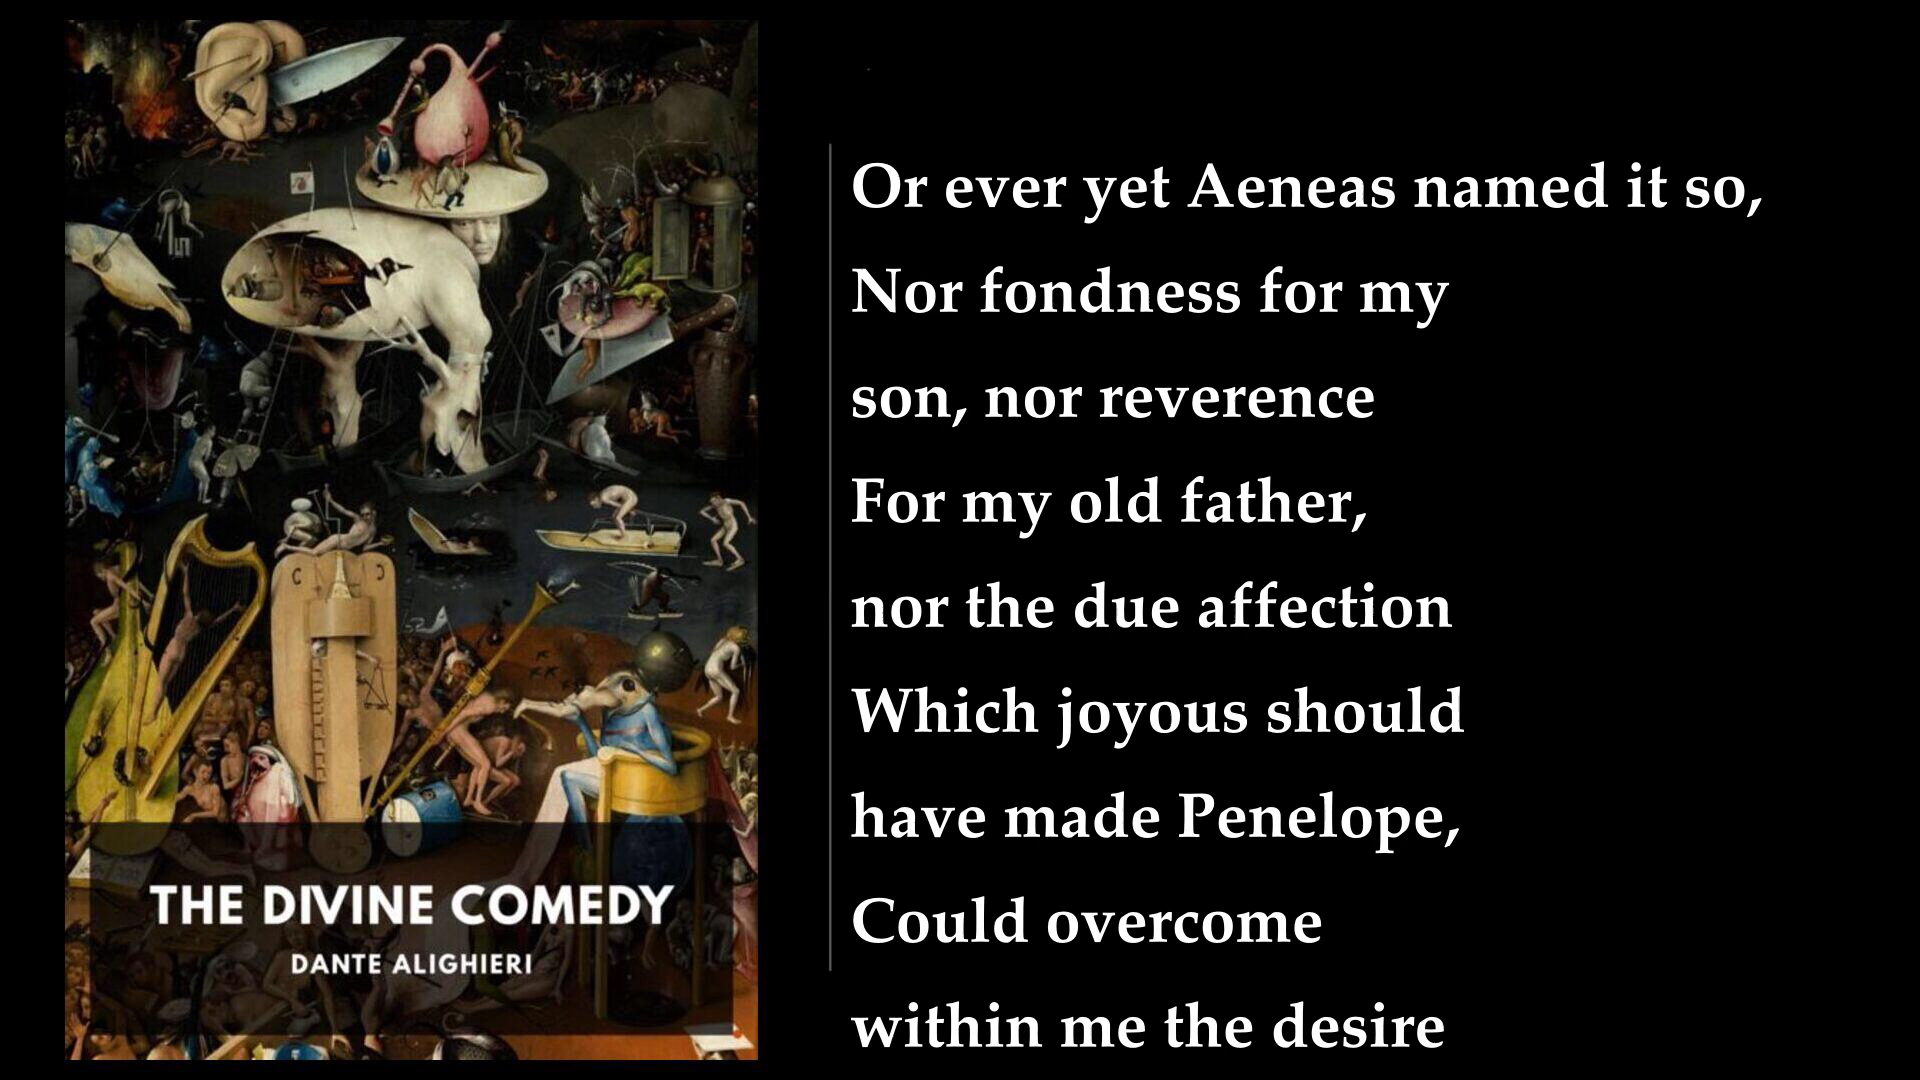 Or ever yet Aeneas named it so,
Nor fondness for my
son, nor reverence
For my old father,
nor the due affection
Which joyous should
have made Penelope,
Could overcome
within me the desire
THE DIVINE COMEDY
DANTE ALIGHIERI